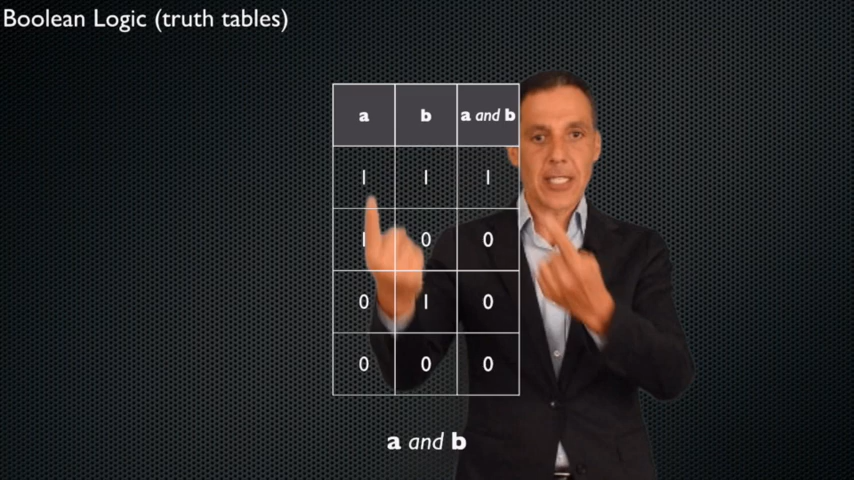 Boolean Logic (truth tables)
a b a and b
1 1 1
1 0 0
0 1 0
0 0 0
a and b